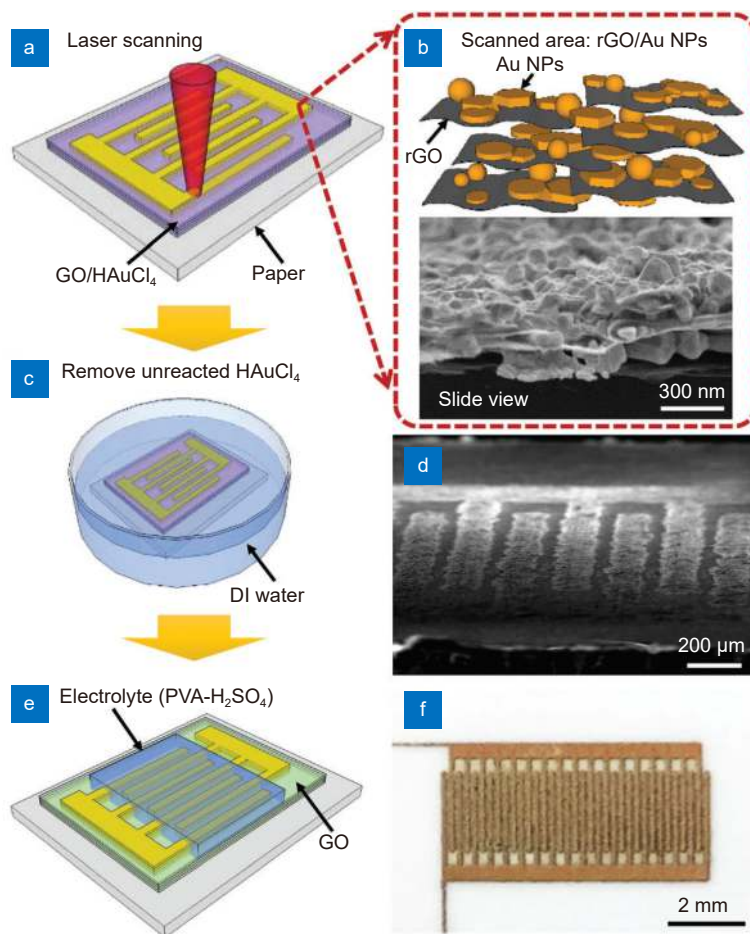 a Laser scanning
GO/HAuCl₄
Paper
b Scanned area: rGO/Au NPs
Au NPs
rGO
Slide view
300 nm
c Remove unreacted HAuCl₄
DI water
d
200 μm
e Electrolyte (PVA-H₂SO₄)
GO
f
2 mm